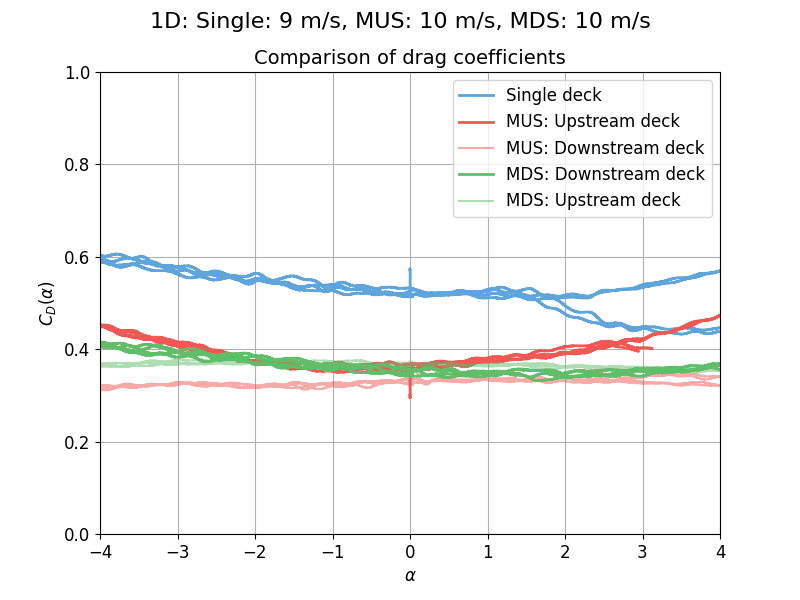 1D: Single: 9 m/s, MUS: 10 m/s, MDS: 10 m/s
Comparison of drag coefficients
1.0
0.8
0.6
0.4
0.2
0.0
C_D(α)
Single deck
MUS: Upstream deck
MUS: Downstream deck
MDS: Downstream deck
MDS: Upstream deck
−4 −3 −2 −1 0 1 2 3 4
α